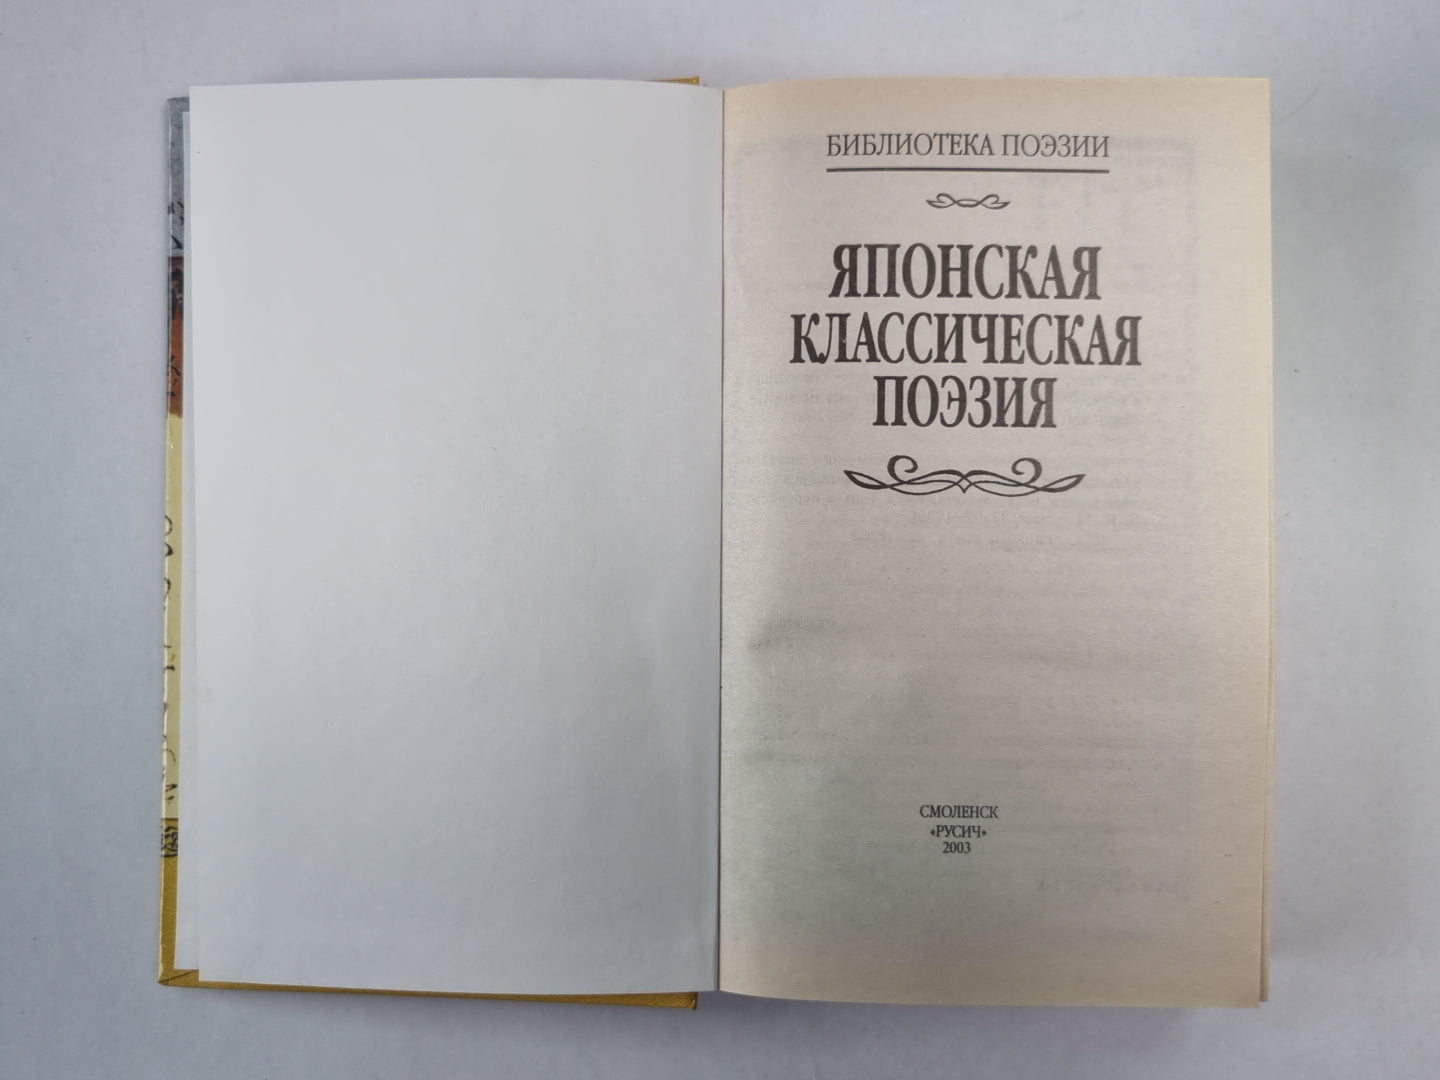 БИБЛИОТЕКА ПОЭЗИИ
ЯПОНСКАЯ
КЛАССИЧЕСКАЯ
ПОЭЗИЯ
СМОЛЕНСК
«РУСИЧ»
2003